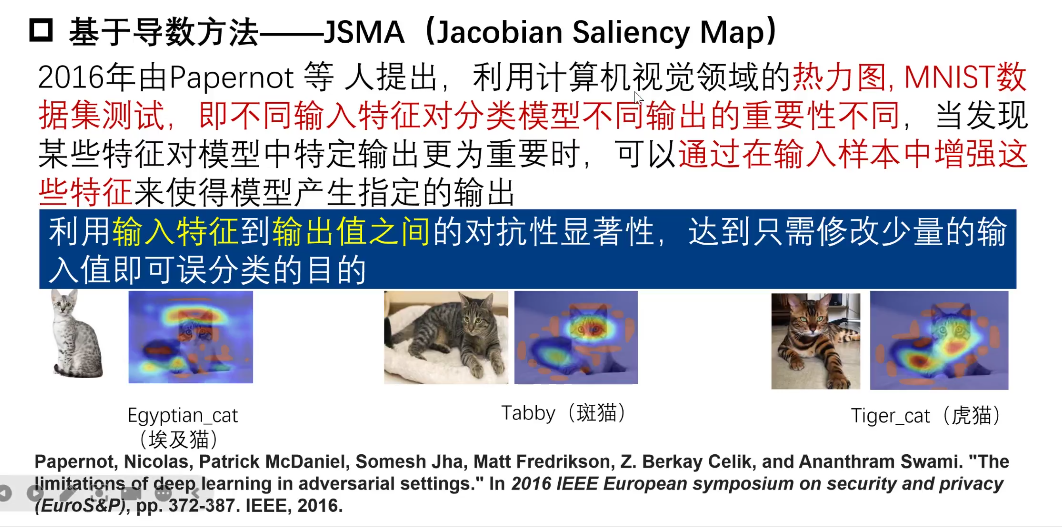 基于导数方法——JSMA（Jacobian Saliency Map）
2016年由Papernot 等 人提出，利用计算机视觉领域的热力图, MNIST数
据集测试，即不同输入特征对分类模型不同输出的重要性不同，当发现
某些特征对模型中特定输出更为重要时，可以通过在输入样本中增强这
些特征来使得模型产生指定的输出
利用输入特征到输出值之间的对抗性显著性，达到只需修改少量的输
入值即可误分类的目的
Egyptian_cat
（埃及猫）
Tabby（斑猫）
Tiger_cat（虎猫）
Papernot, Nicolas, Patrick McDaniel, Somesh Jha, Matt Fredrikson, Z. Berkay Celik, and Ananthram Swami. "The
limitations of deep learning in adversarial settings." In 2016 IEEE European symposium on security and privacy
(EuroS&P), pp. 372-387. IEEE, 2016.